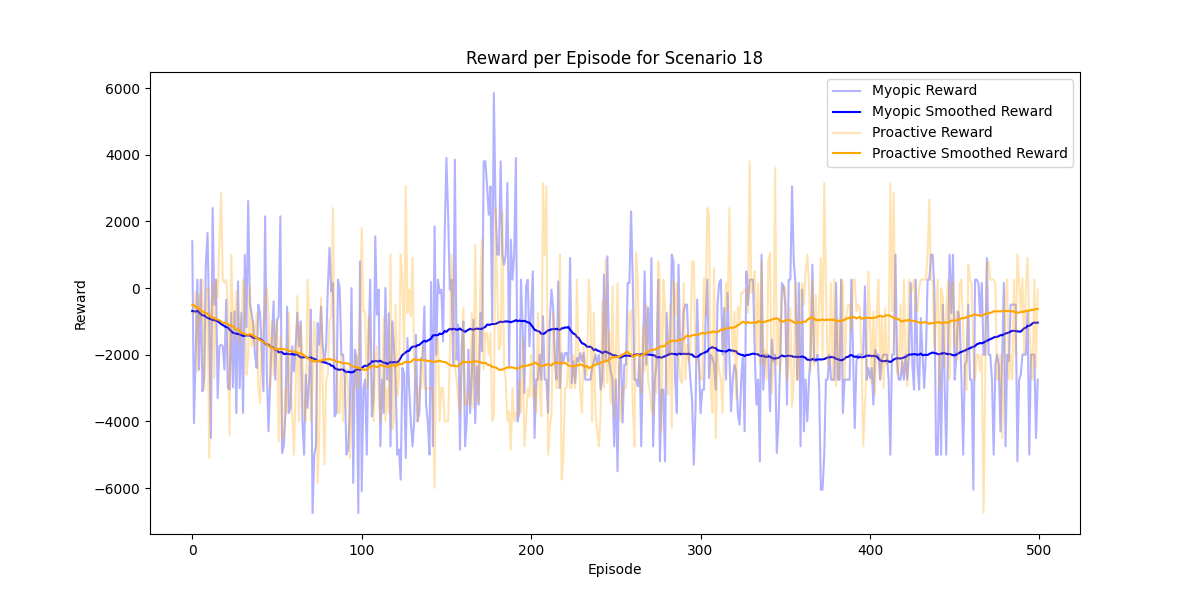 Reward per Episode for Scenario 18
Myopic Reward
Myopic Smoothed Reward
Proactive Reward
Proactive Smoothed Reward
Reward
6000
4000
2000
0
−2000
−4000
−6000
0 100 200 300 400 500
Episode